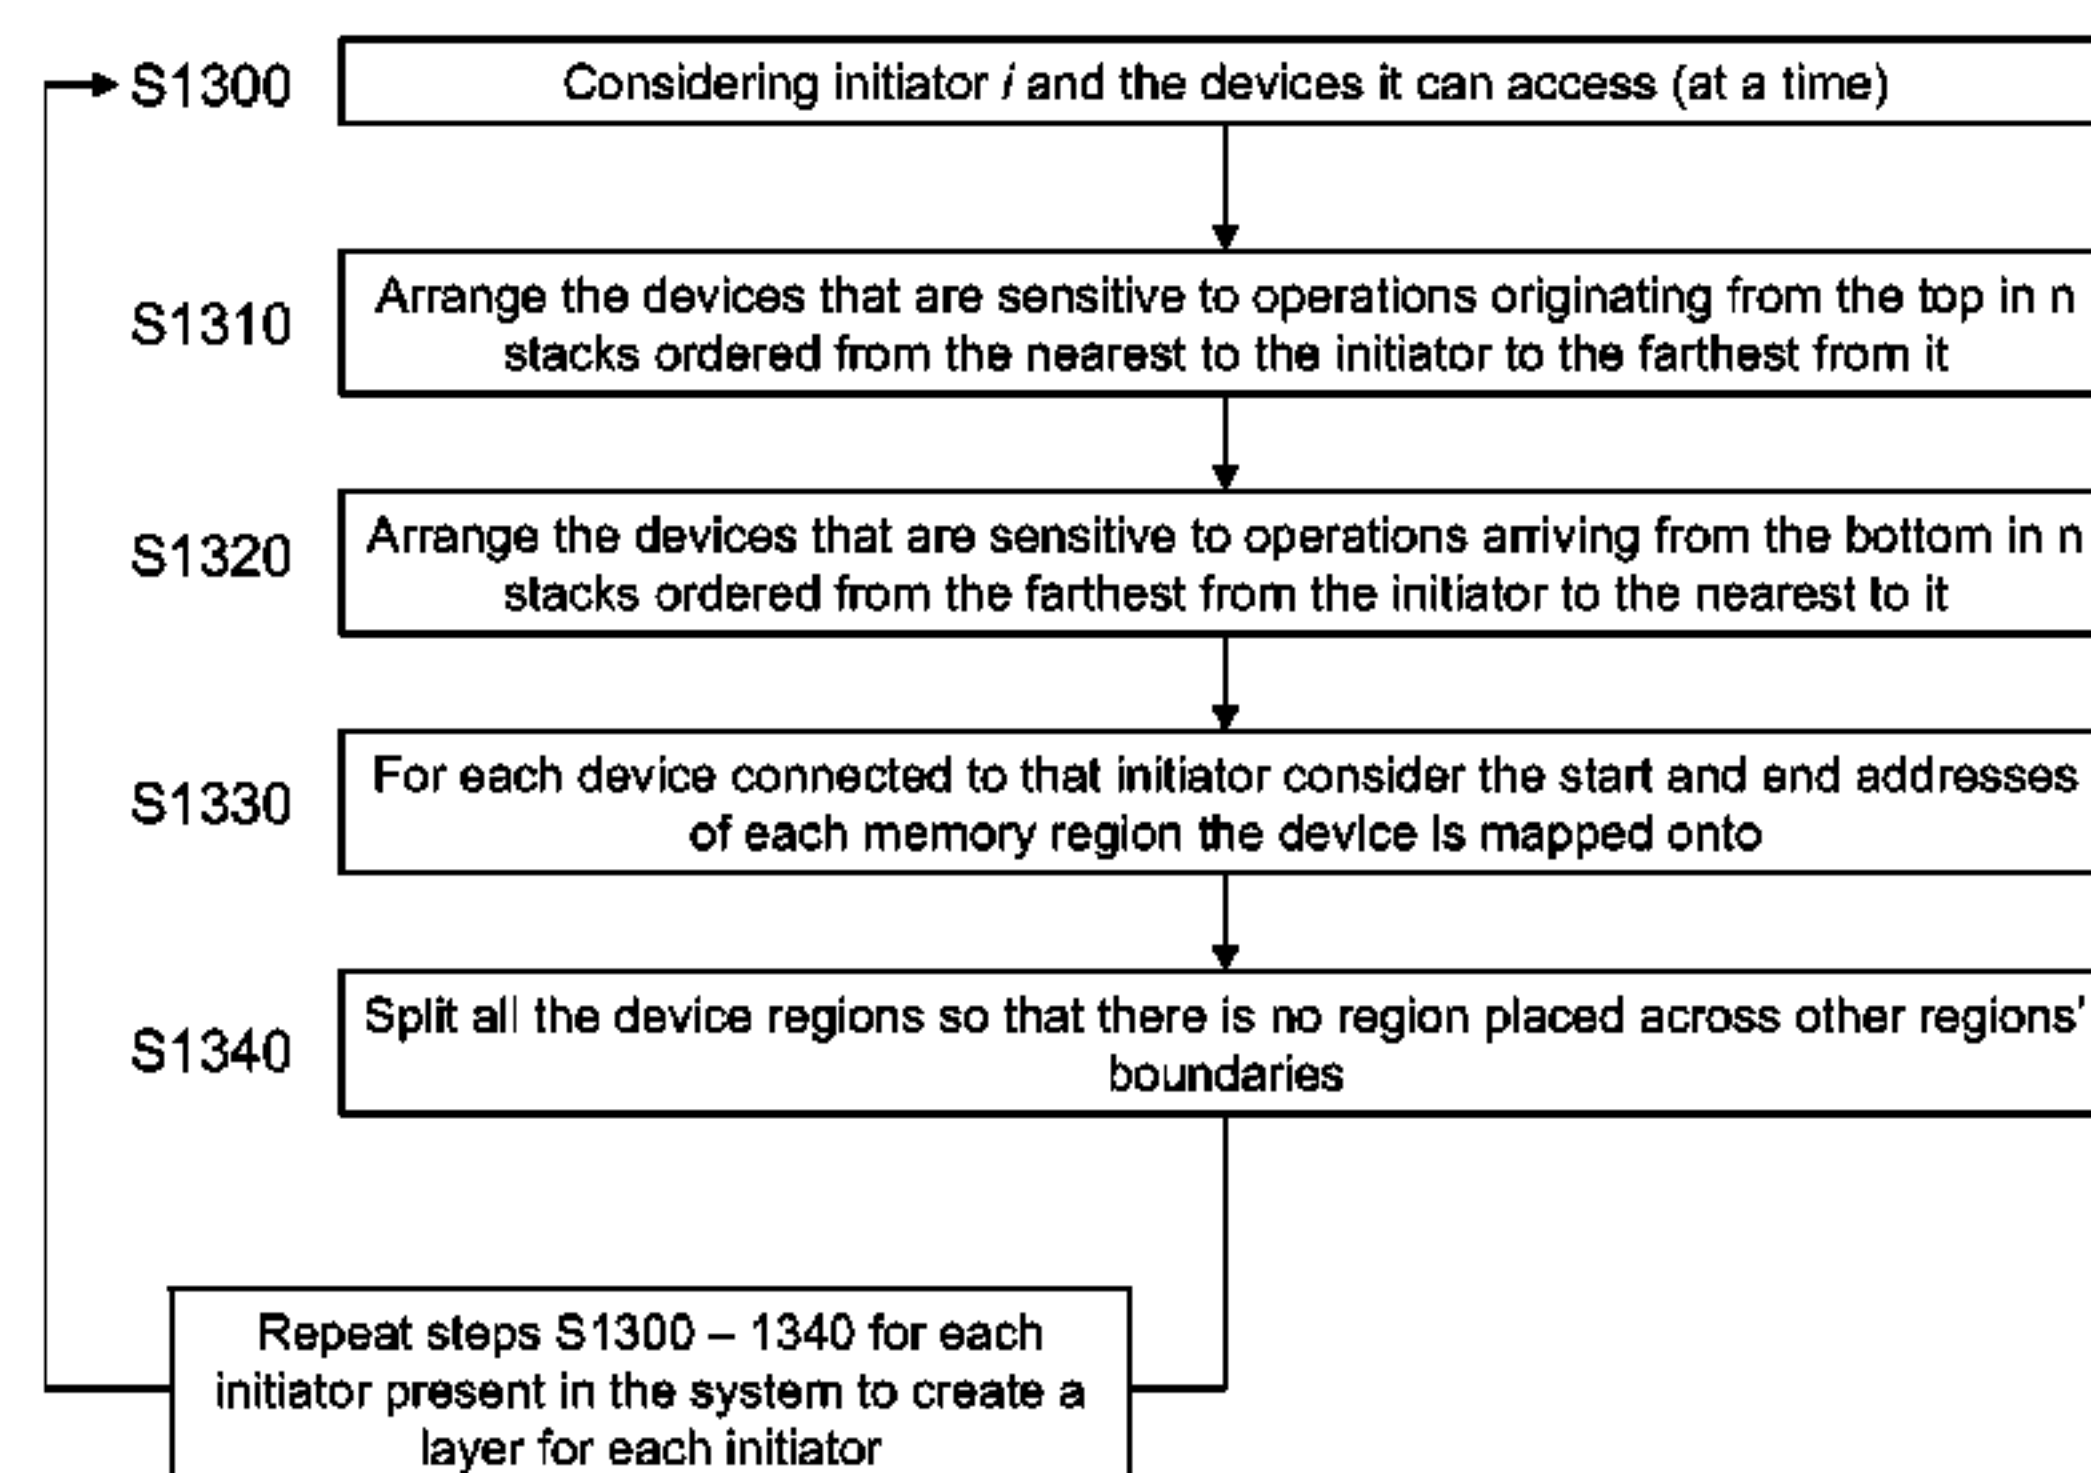 S1300
Considering initiator i and the devices it can access (at a time)
S1310
Arrange the devices that are sensitive to operations originating from the top in n
stacks ordered from the nearest to the initiator to the farthest from it
S1320
Arrange the devices that are sensitive to operations arriving from the bottom in n
stacks ordered from the farthest from the initiator to the nearest to it
S1330
For each device connected to that initiator consider the start and end addresses
of each memory region the device is mapped onto
S1340
Split all the device regions so that there is no region placed across other regions'
boundaries
Repeat steps S1300 – 1340 for each
initiator present in the system to create a
layer for each initiator